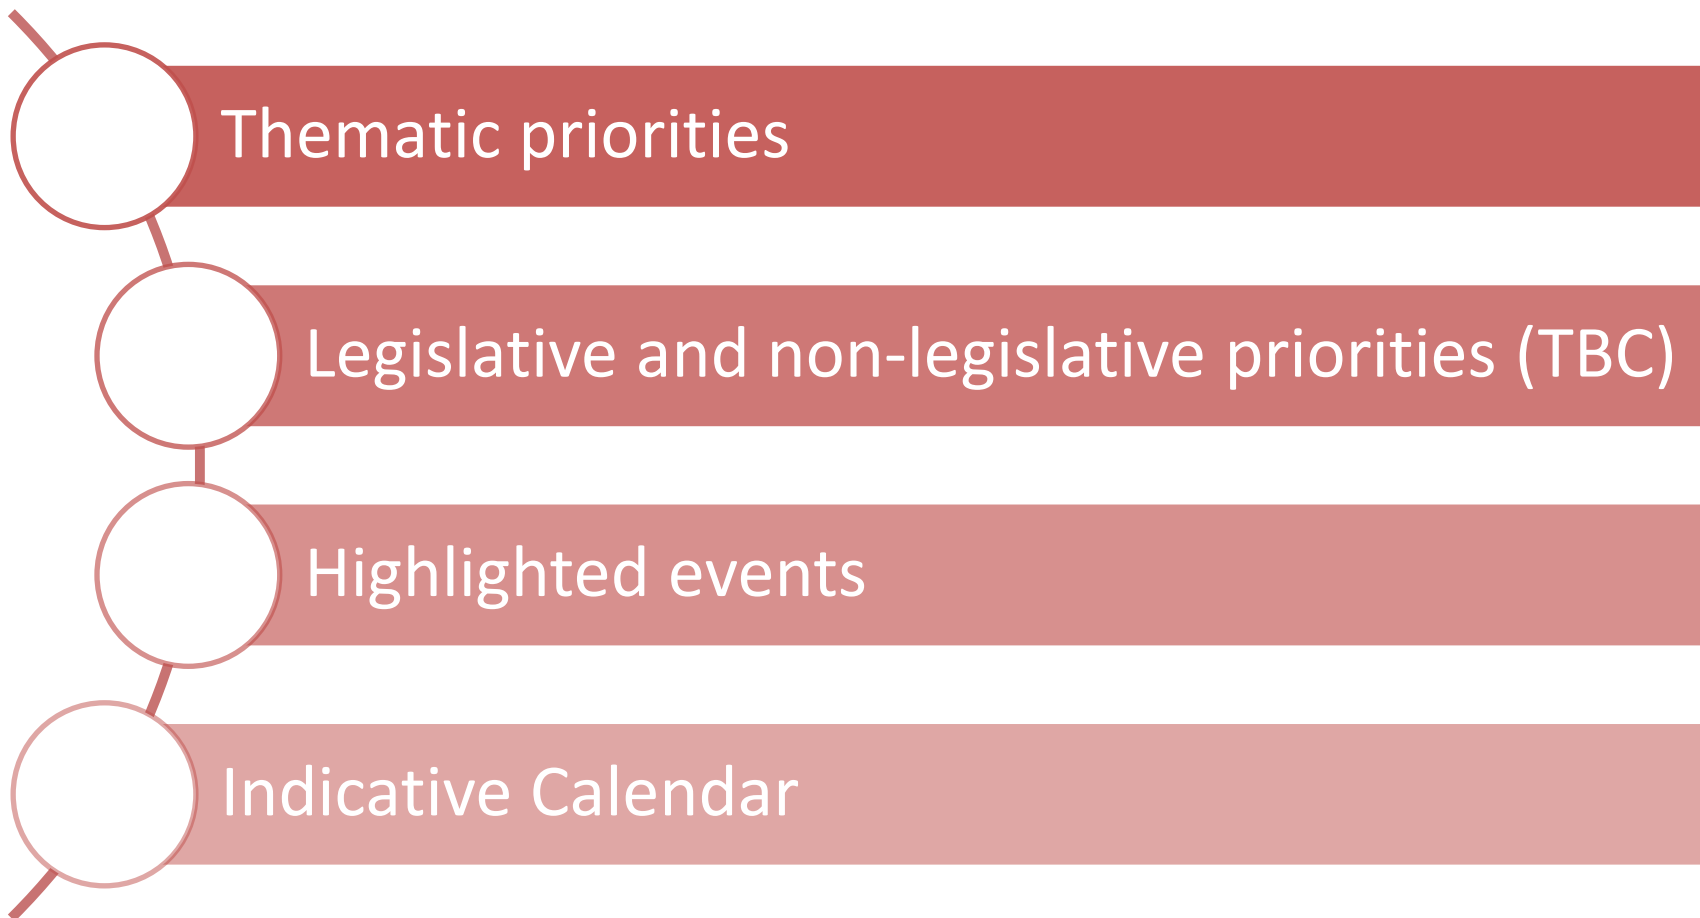 Thematic priorities
Legislative and non-legislative priorities (TBC)
Highlighted events
Indicative Calendar